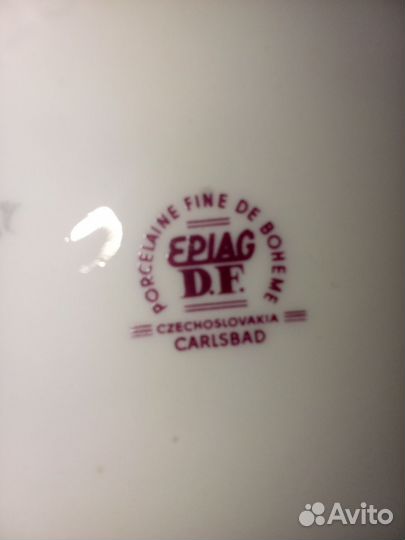 PORCELAINE FINE DE BOHEME
EPIAG
D.F.
CZECHOSLOVAKIA
CARLSBAD
Avito